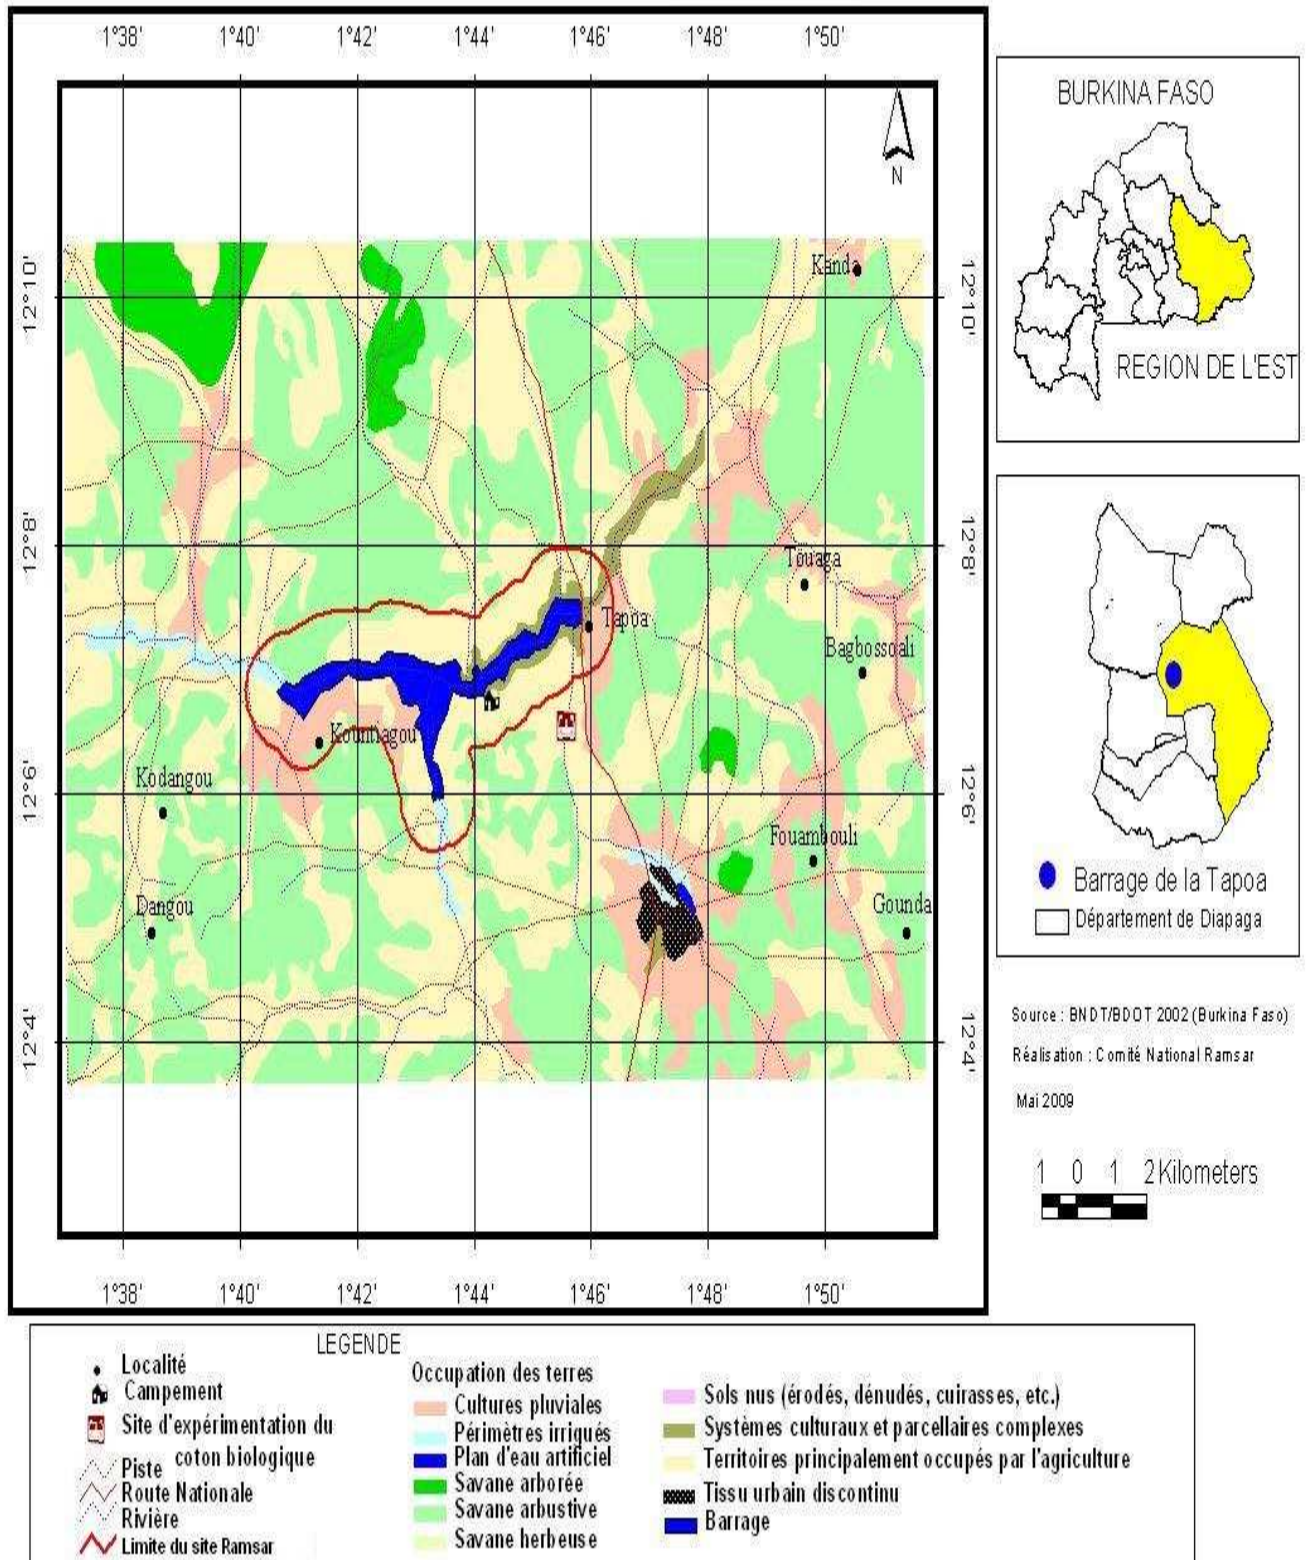 1°38' 1°40' 1°42' 1°44' 1°46' 1°48' 1°50'
N
12°10'
12°8'
12°6'
12°4'
12°10'
12°8'
12°6'
12°4'
Kanda
Touaga
Tapoa
Bagbossoali
Kountiagou
Kodangou
Fouambouli
Dangou
Gounda
1°38' 1°40' 1°42' 1°44' 1°46' 1°48' 1°50'
BURKINA FASO
REGION DE L'EST
Barrage de la Tapoa
Département de Diapaga
Source : BNDT/BDOT 2002 (Burkina Faso)
Réalisation : Comité National Ramsar
Mai 2009
1 0 1 2 Kilometers
LEGENDE
Localité
Campement
Site d'expérimentation du
coton biologique
Piste
Route Nationale
Rivière
Limite du site Ramsar
Occupation des terres
Cultures pluviales
Périmètres irrigués
Plan d'eau artificiel
Savane arborée
Savane arbustive
Savane herbeuse
Sols nus (érodés, dénudés, cuirasses, etc.)
Systèmes culturaux et parcellaires complexes
Territoires principalement occupés par l'agriculture
Tissu urbain discontinu
Barrage